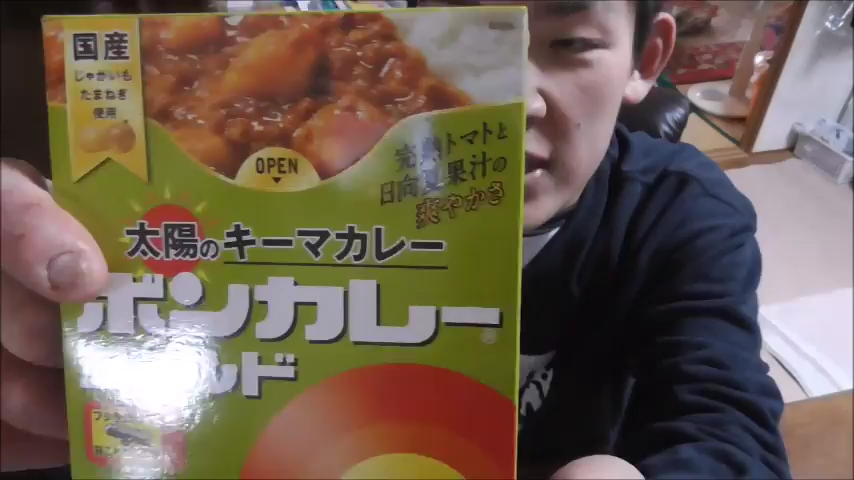 国産
じゃがいも
たまねぎ
使用
OPEN
完熟トマトと
日向夏果汁の
爽やかさ
太陽のキーマカレー
ボンカレー
ルド